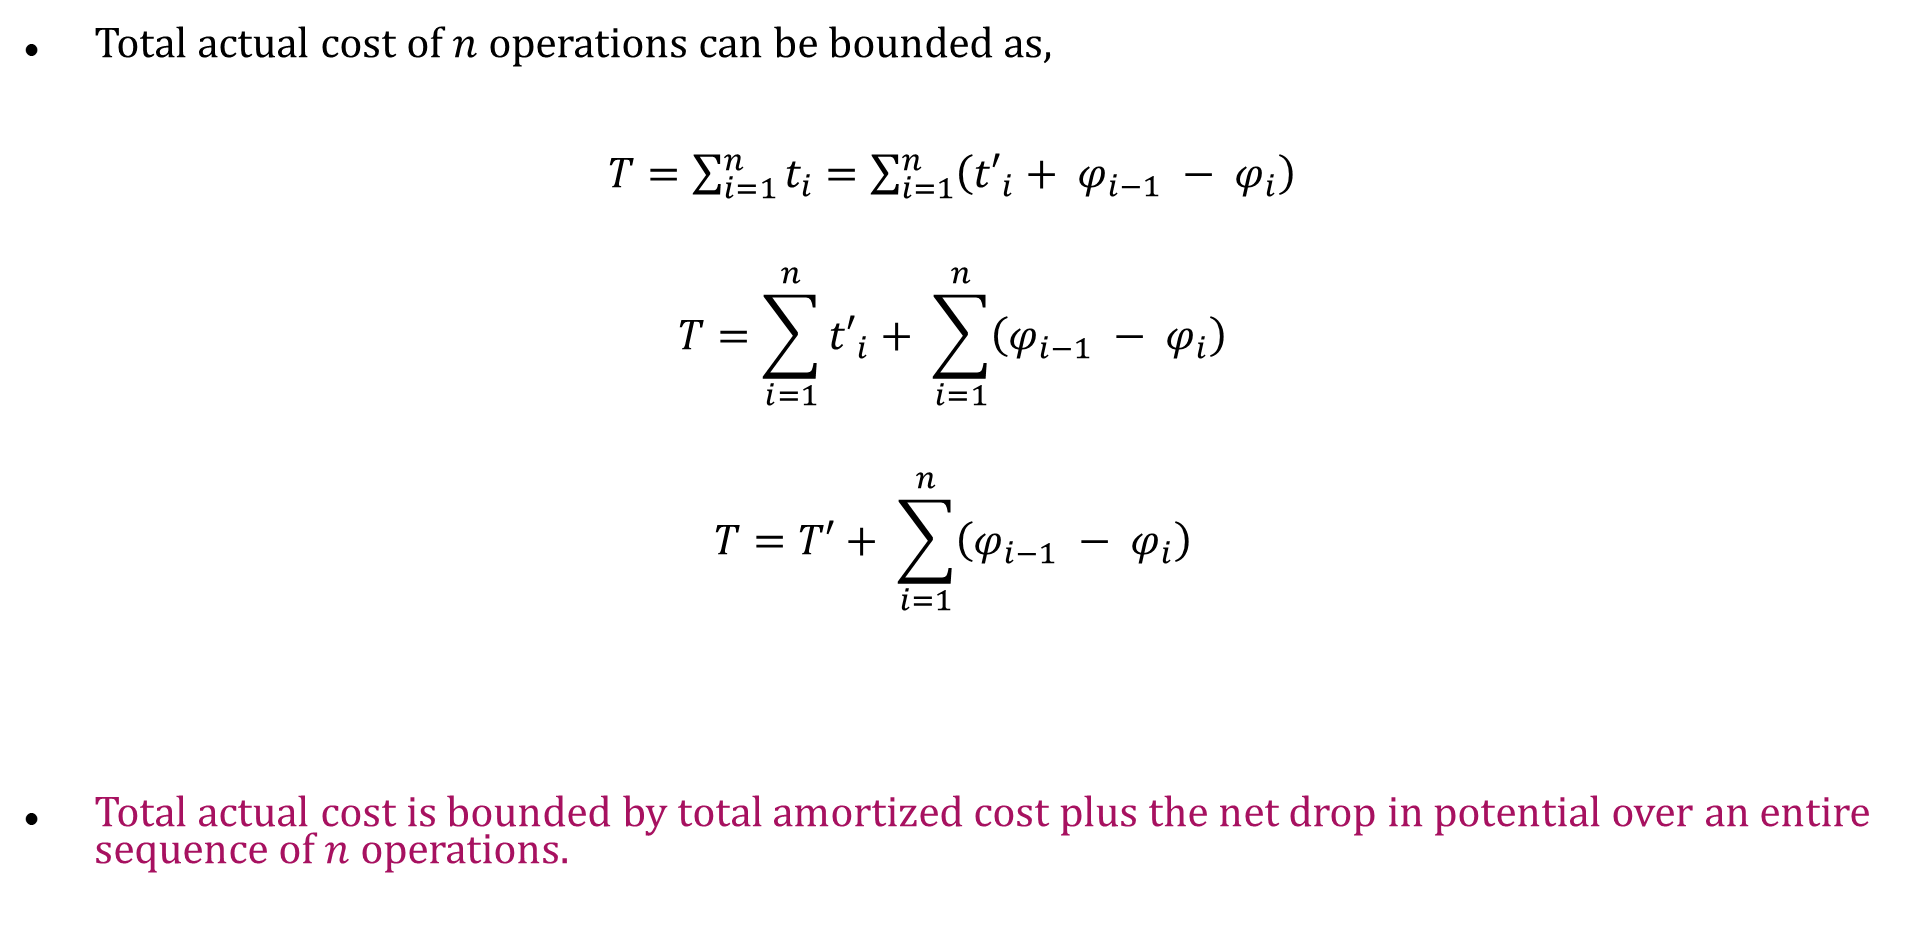 • Total actual cost of n operations can be bounded as,
T = ∑ⁿᵢ₌₁ tᵢ = ∑ⁿᵢ₌₁(t′ᵢ + φᵢ₋₁ − φᵢ)
T = ∑ⁿᵢ₌₁ t′ᵢ + ∑ⁿᵢ₌₁(φᵢ₋₁ − φᵢ)
T = T′ + ∑ⁿᵢ₌₁(φᵢ₋₁ − φᵢ)
• Total actual cost is bounded by total amortized cost plus the net drop in potential over an entire
sequence of n operations.